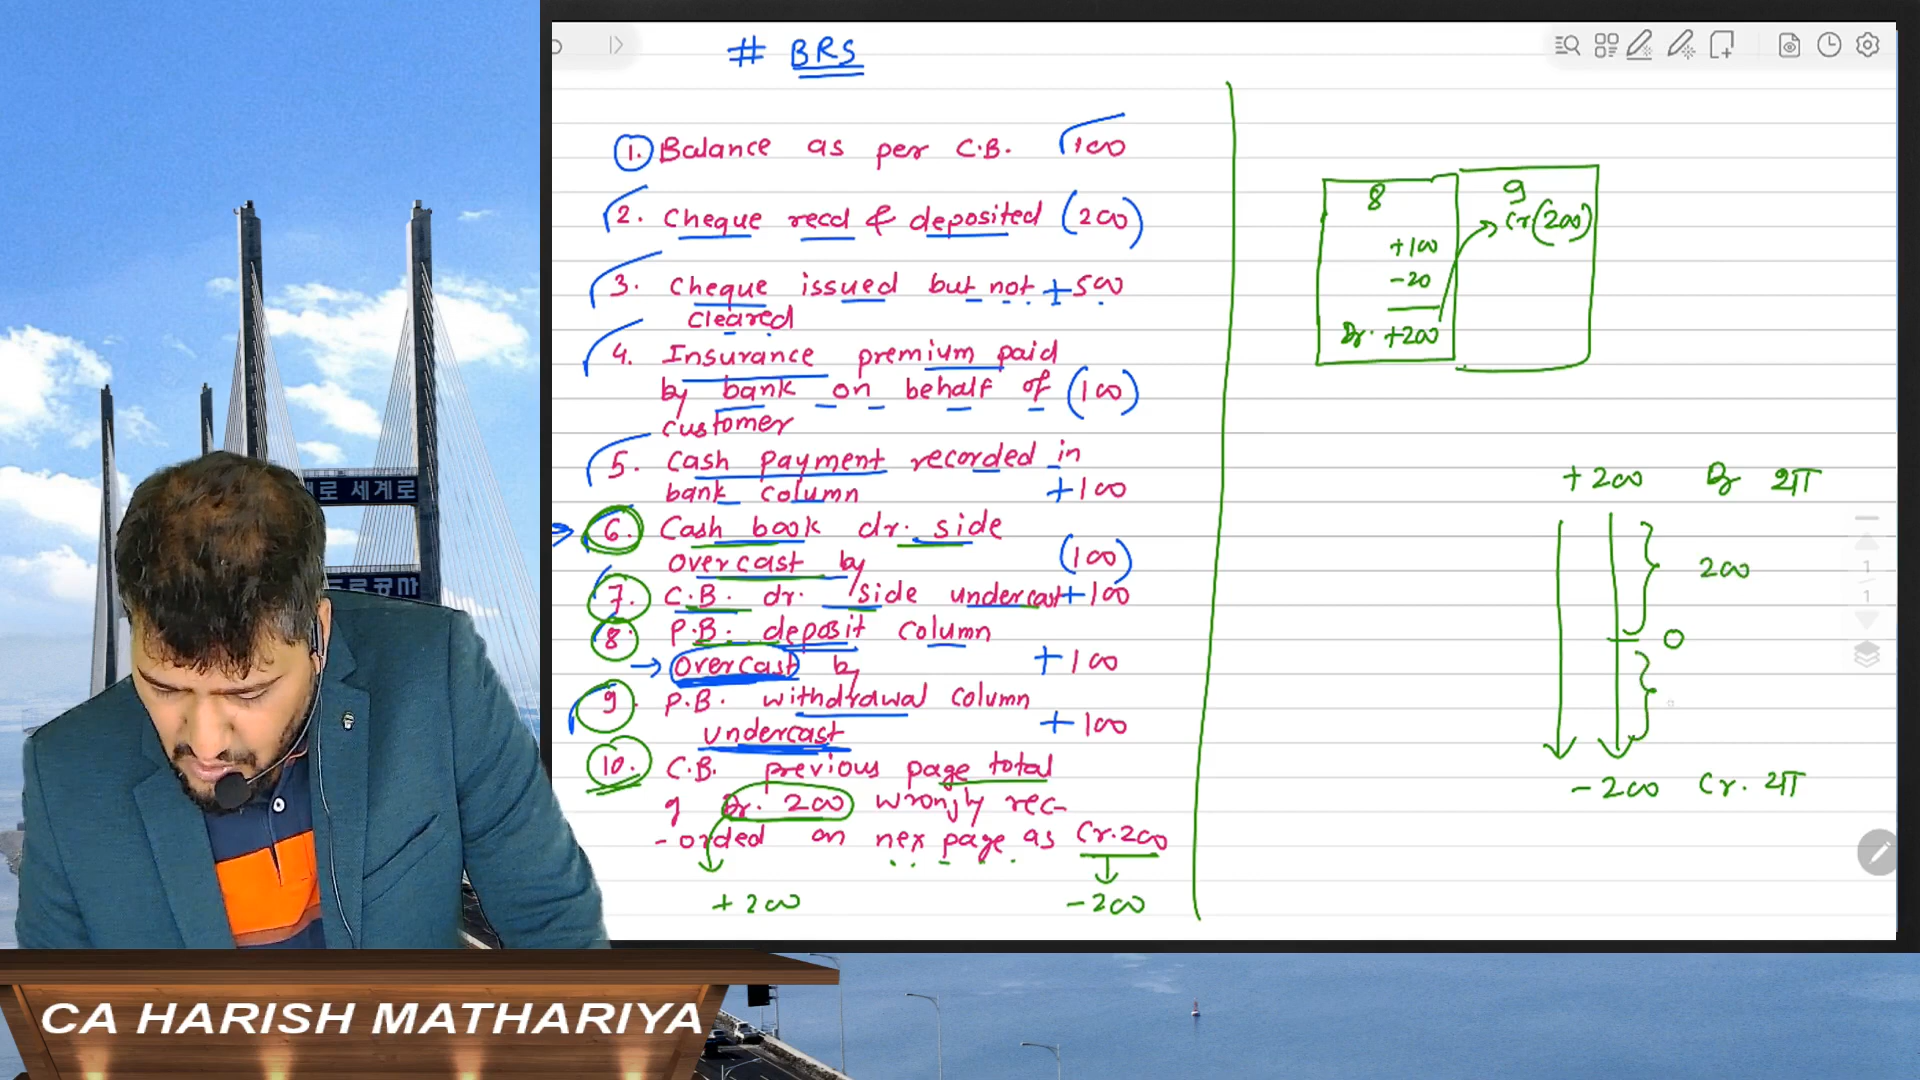 # BRS
1. Balance as per C.B. 100
2. Cheque recd & deposited (200)
3. Cheque issued but not +500
cleared
4. Insurance premium paid
by bank on behalf of (100)
customer
5. Cash payment recorded in
bank column +100
6. Cash book dr. side
overcast by (100)
7. C.B. dr. side undercast +100
8. P.B. deposit column
overcast by +100
9. P.B. withdrawal column
undercast +100
10. C.B. previous page total
of Dr. 200 wrongly rec-
-orded on nex page as Cr. 200
+200 -200
8 9
Cr (200)
+100
-20
Dr. +200
+200 Dr
200
0
-200 Cr.
1
1
세계로
CA HARISH MATHARIYA